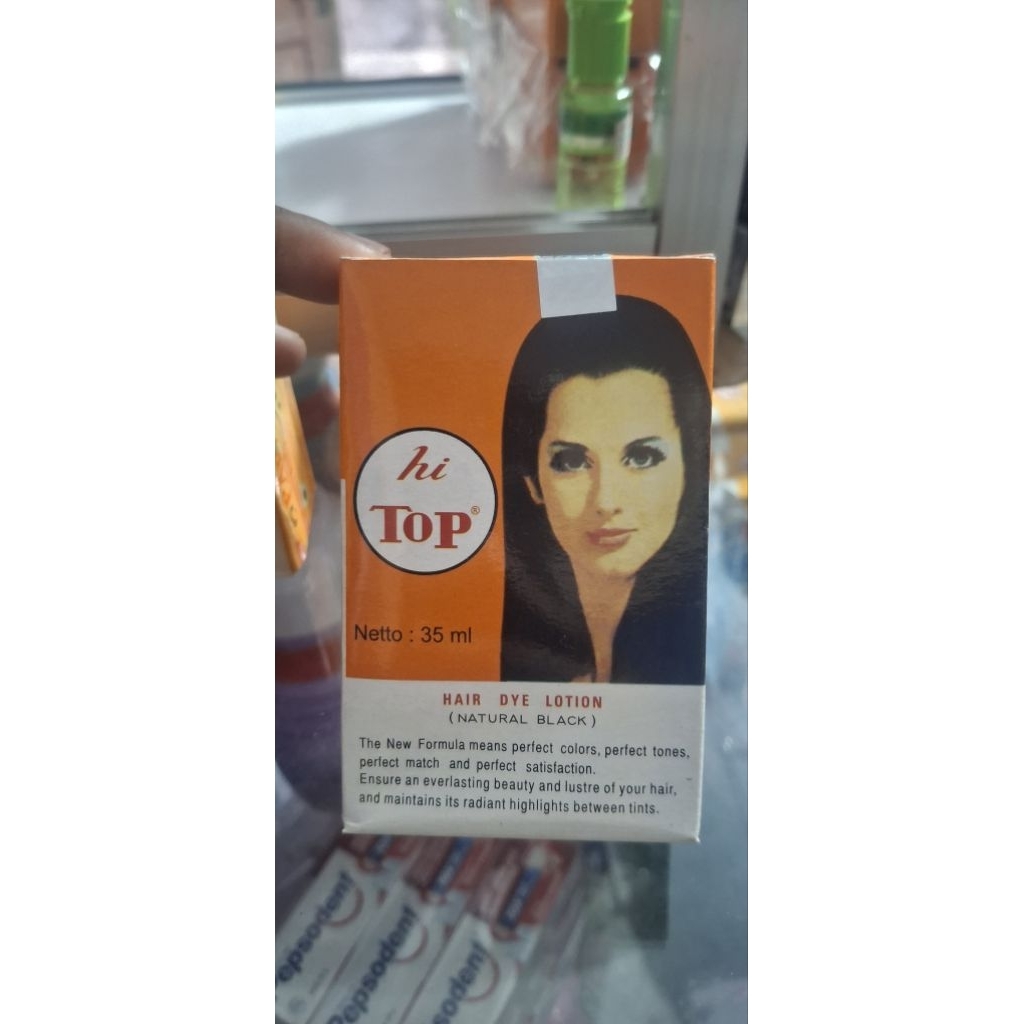 hi
TOP®
Netto : 35 ml
HAIR DYE LOTION
(NATURAL BLACK)
The New Formula means perfect colors, perfect tones,
perfect match and perfect satisfaction.
Ensure an everlasting beauty and lustre of your hair,
and maintains its radiant highlights between tints.
epsodent
Pepsodent
sodent